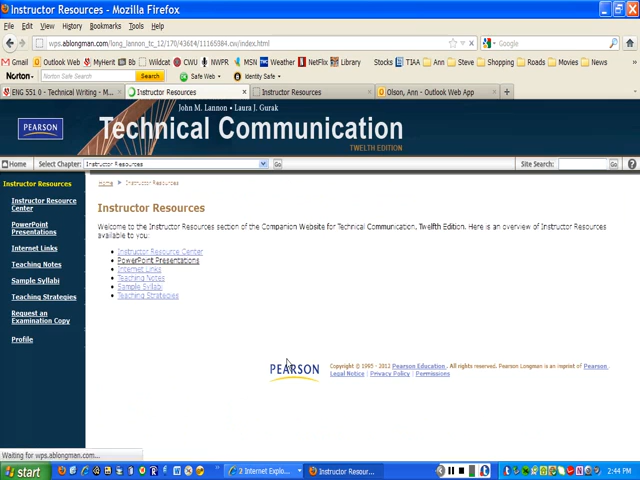 Instructor Resources - Mozilla Firefox
File Edit View History Bookmarks Tools Help
wps.ablongman.com/long_lannon_tc_12/170/43614/11165384.cw/index.html
Google
Gmail Outlook Web MyHerit Bb Wildcat CWU NWPR MSN Weather NetFlix Library Stocks TIAA Ann Steve Shopping Roads Movies News
Norton Norton Safe Search Search Safe Web Identity Safe
ENG 551 0 - Technical Writing - M... Instructor Resources Instructor Resources Olson, Ann - Outlook Web App
John M. Lannon • Laura J. Gurak
PEARSON
Technical Communication
TWELFTH EDITION
Home Select Chapter: Instructor Resources Go Site Search: Go
Instructor Resources
Instructor Resource Center
PowerPoint Presentations
Internet Links
Teaching Notes
Sample Syllabi
Teaching Strategies
Request an Examination Copy
Profile
Home Instructor Resources
Instructor Resources
Welcome to the Instructor Resources section of the Companion Website for Technical Communication, Twelfth Edition. Here is an overview of Instructor Resources
available to you:
Instructor Resource Center
PowerPoint Presentations
Internet Links
Teaching Notes
Sample Syllabi
Teaching Strategies
PEARSON
Copyright © 1995 - 2012 Pearson Education. All rights reserved. Pearson Longman is an imprint of Pearson.
Legal Notice | Privacy Policy | Permissions
Waiting for wps.ablongman.com...
start 2 Internet Explo... Instructor Resour... 2:44 PM